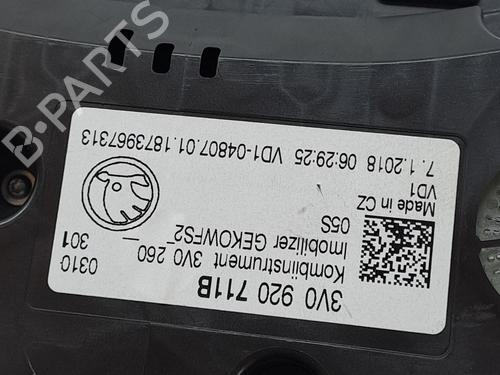 3V0 920 711B
Kombiinstrument 3V0 260
Imobilizer GEKOWFS2
05S
Made in CZ
VD1
7.1.2018 06:29:25 VD1-04807.01.1873967313
0310
301
B-PARTS